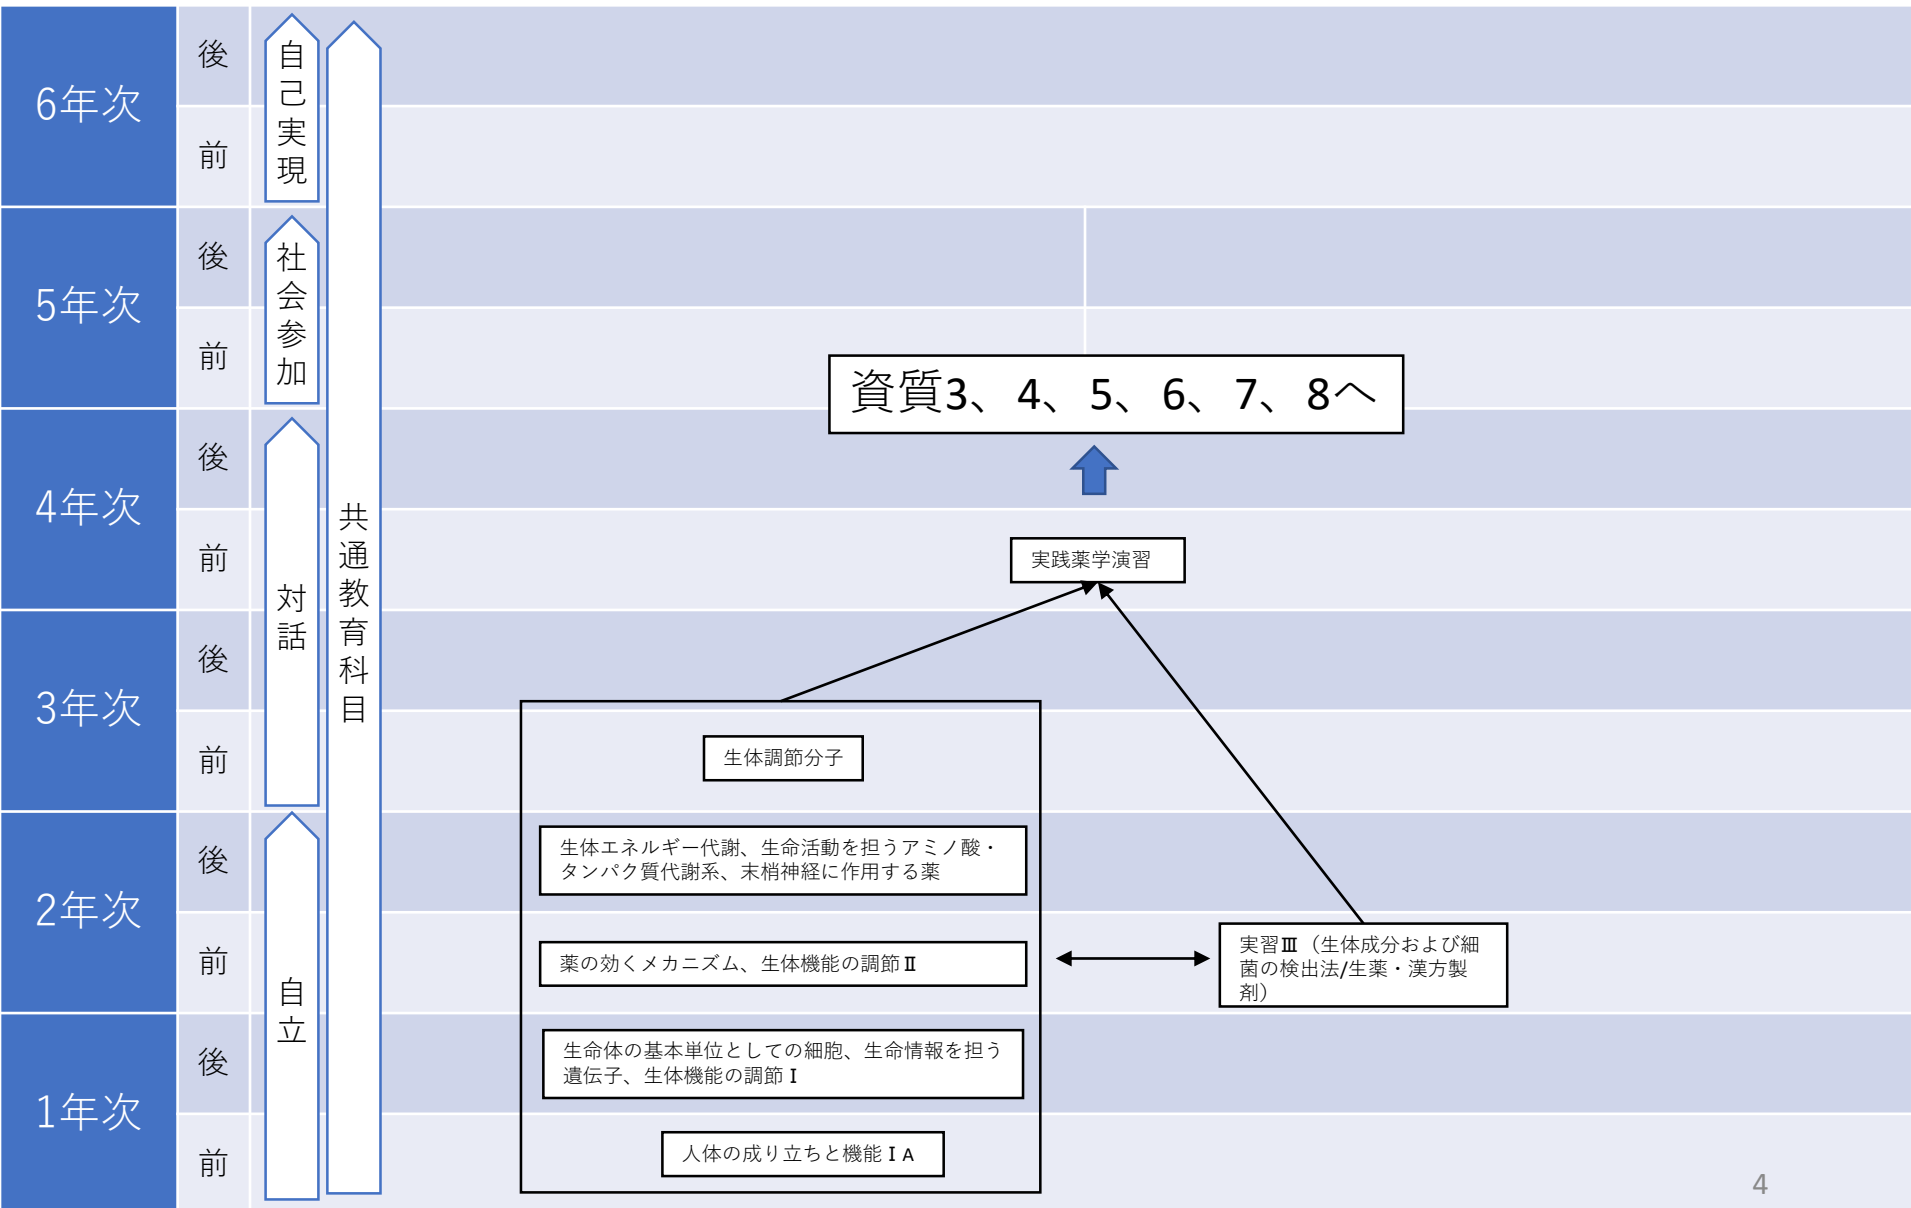 6年次
後
前
自己実現
5年次
後
前
社会参加
資質3、4、5、6、7、8へ
4年次
後
前
対話
共通教育科目
実践薬学演習
3年次
後
前
生体調節分子
2年次
後
前
自立
生体エネルギー代謝、生命活動を担うアミノ酸・
タンパク質代謝系、末梢神経に作用する薬
薬の効くメカニズム、生体機能の調節Ⅱ
実習Ⅲ（生体成分および細
菌の検出法/生薬・漢方製
剤）
1年次
後
前
生命体の基本単位としての細胞、生命情報を担う
遺伝子、生体機能の調節Ⅰ
人体の成り立ちと機能ⅠA
4